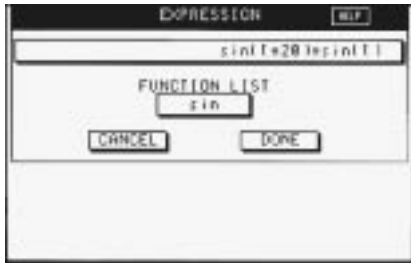 EXPRESSION HELP
sin(T*20)*sin(T)
FUNCTION LIST
sin
CANCEL DONE